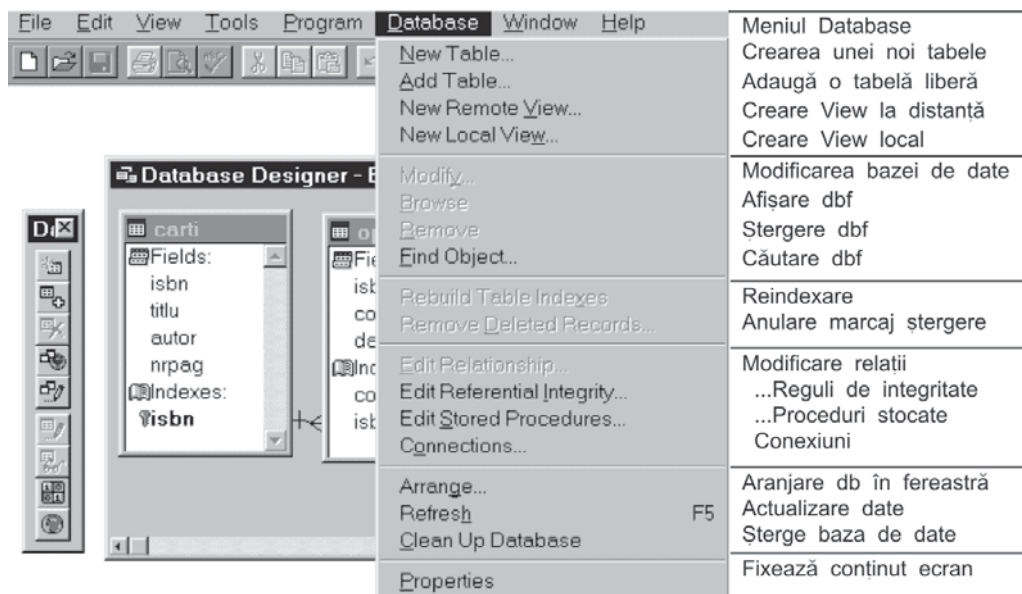 File Edit View Tools Program Database Window Help
New Table...
Add Table...
New Remote View...
New Local View...
Modify...
Browse
Remove
Find Object...
Rebuild Table Indexes
Remove Deleted Records...
Edit Relationship...
Edit Referential Integrity...
Edit Stored Procedures...
Connections...
Arrange...
Refresh F5
Clean Up Database
Properties
Meniul Database
Crearea unei noi tabele
Adaugă o tabelă liberă
Creare View la distanță
Creare View local
Modificarea bazei de date
Afișare dbf
Ștergere dbf
Căutare dbf
Reindexare
Anulare marcaj ștergere
Modificare relații
...Reguli de integritate
...Proceduri stocate
Conexiuni
Aranjare db în fereastră
Actualizare date
Șterge baza de date
Fixează conținut ecran
Database Designer -
carti
Fields:
isbn
titlu
autor
nrpag
Indexes:
isbn